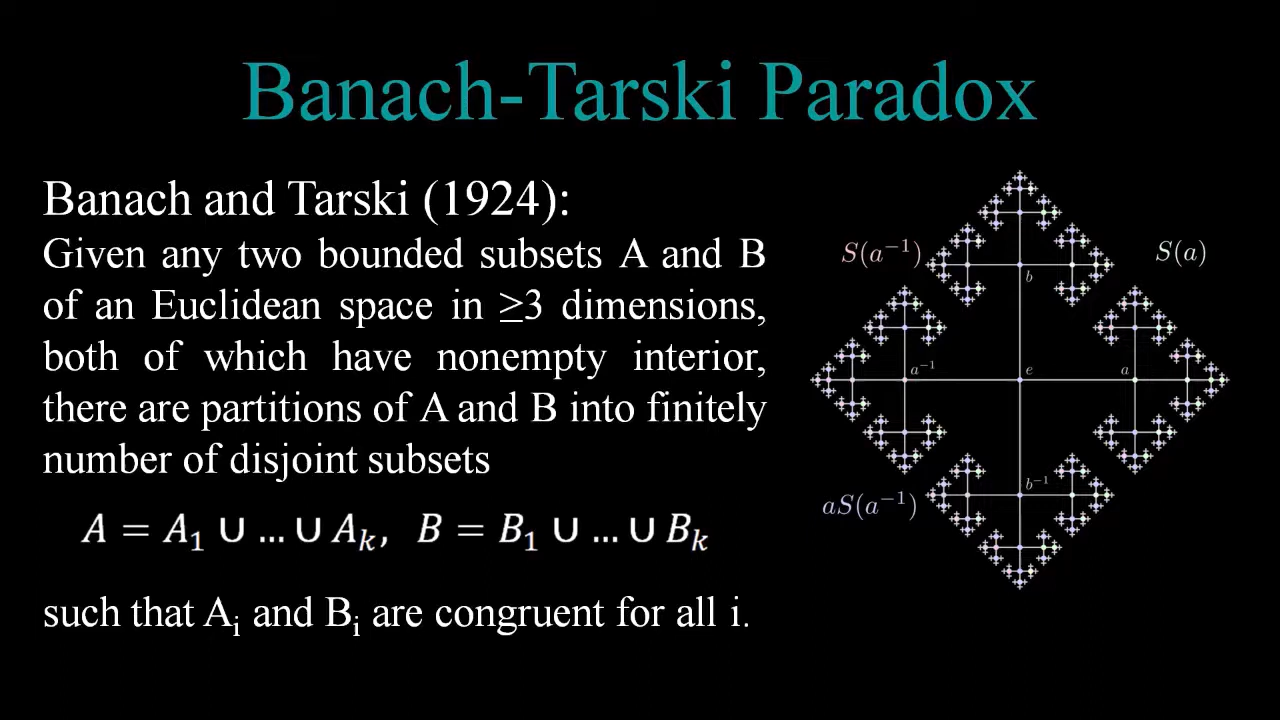 Banach-Tarski Paradox
Banach and Tarski (1924):
Given any two bounded subsets A and B
of an Euclidean space in ≥3 dimensions,
both of which have nonempty interior,
there are partitions of A and B into finitely
number of disjoint subsets
A = A₁ ∪ ... ∪ Aₖ, B = B₁ ∪ ... ∪ Bₖ
such that Aᵢ and Bᵢ are congruent for all i.
S(a⁻¹)
S(a)
b
a⁻¹
e
a
b⁻¹
aS(a⁻¹)